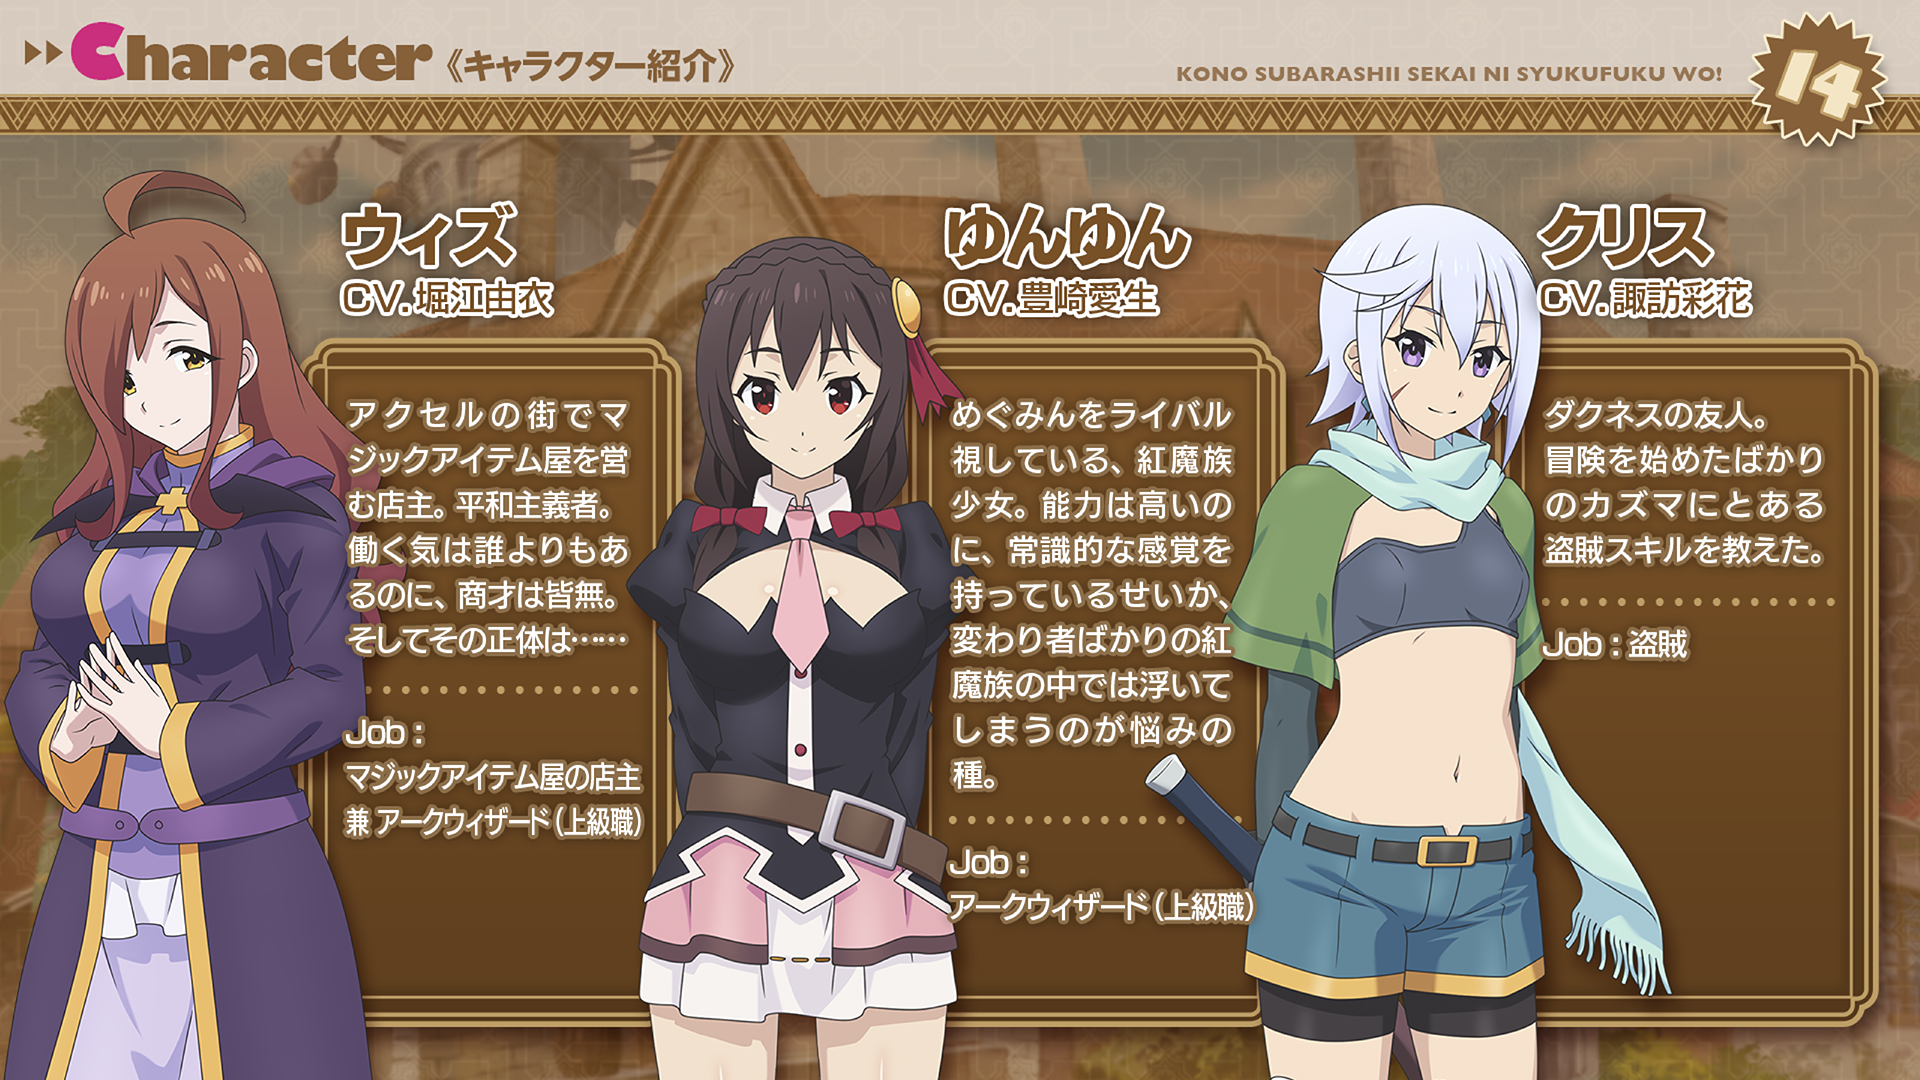 Character 《キャラクター紹介》
KONO SUBARASHII SEKAI NI SYUKUFUKU WO!
14
ウィズ
CV.堀江由衣
アクセルの街でマ
ジックアイテム屋を営
む店主。平和主義者。
働く気は誰よりもあ
るのに、商才は皆無。
そしてその正体は……
Job :
マジックアイテム屋の店主
兼 アークウィザード(上級職)
ゆんゆん
CV.豊崎愛生
めぐみんをライバル
視している、紅魔族
少女。能力は高いの
に、常識的な感覚を
持っているせいか、
変わり者ばかりの紅
魔族の中では浮いて
しまうのが悩みの
種。
Job :
アークウィザード(上級職)
クリス
CV.諏訪彩花
ダクネスの友人。
冒険を始めたばかり
のカズマにとある
盗賊スキルを教えた。
Job : 盗賊